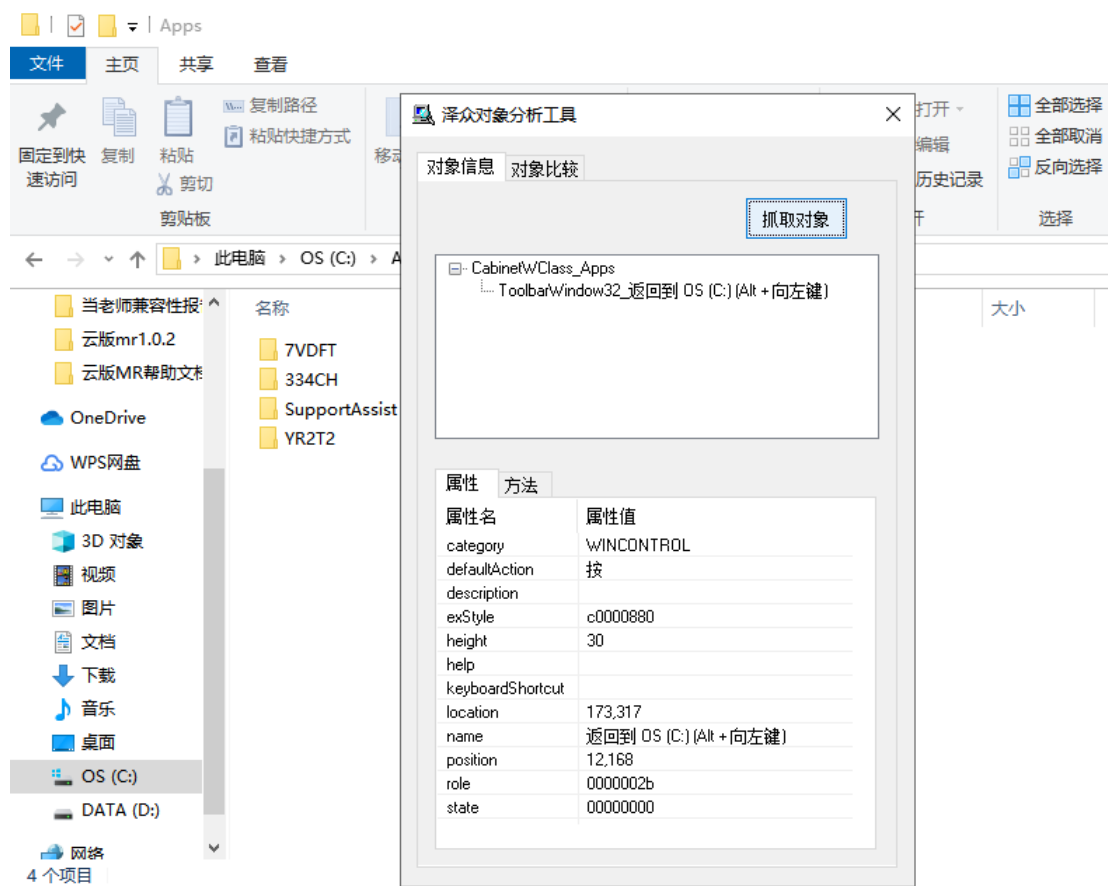 Apps
文件 主页 共享 查看
固定到快速访问
复制
粘贴
复制路径
粘贴快捷方式
剪切
剪贴板
打开
编辑
历史记录
全部选择
全部取消
反向选择
选择
此电脑 OS (C:)
名称 大小
当老师兼容性报
云版mr1.0.2
云版MR帮助文档
OneDrive
WPS网盘
此电脑
3D 对象
视频
图片
文档
下载
音乐
桌面
OS (C:)
DATA (D:)
网络
4 个项目
7VDFT
334CH
SupportAssist
YR2T2
泽众对象分析工具
对象信息 对象比较
抓取对象
CabinetWClass_Apps
ToolbarWindow32_返回到 OS (C:) (Alt + 向左键)
属性 方法
属性名 属性值
category WINCONTROL
defaultAction 按
description
exStyle c0000880
height 30
help
keyboardShortcut
location 173,317
name 返回到 OS (C:) (Alt + 向左键)
position 12,168
role 0000002b
state 00000000